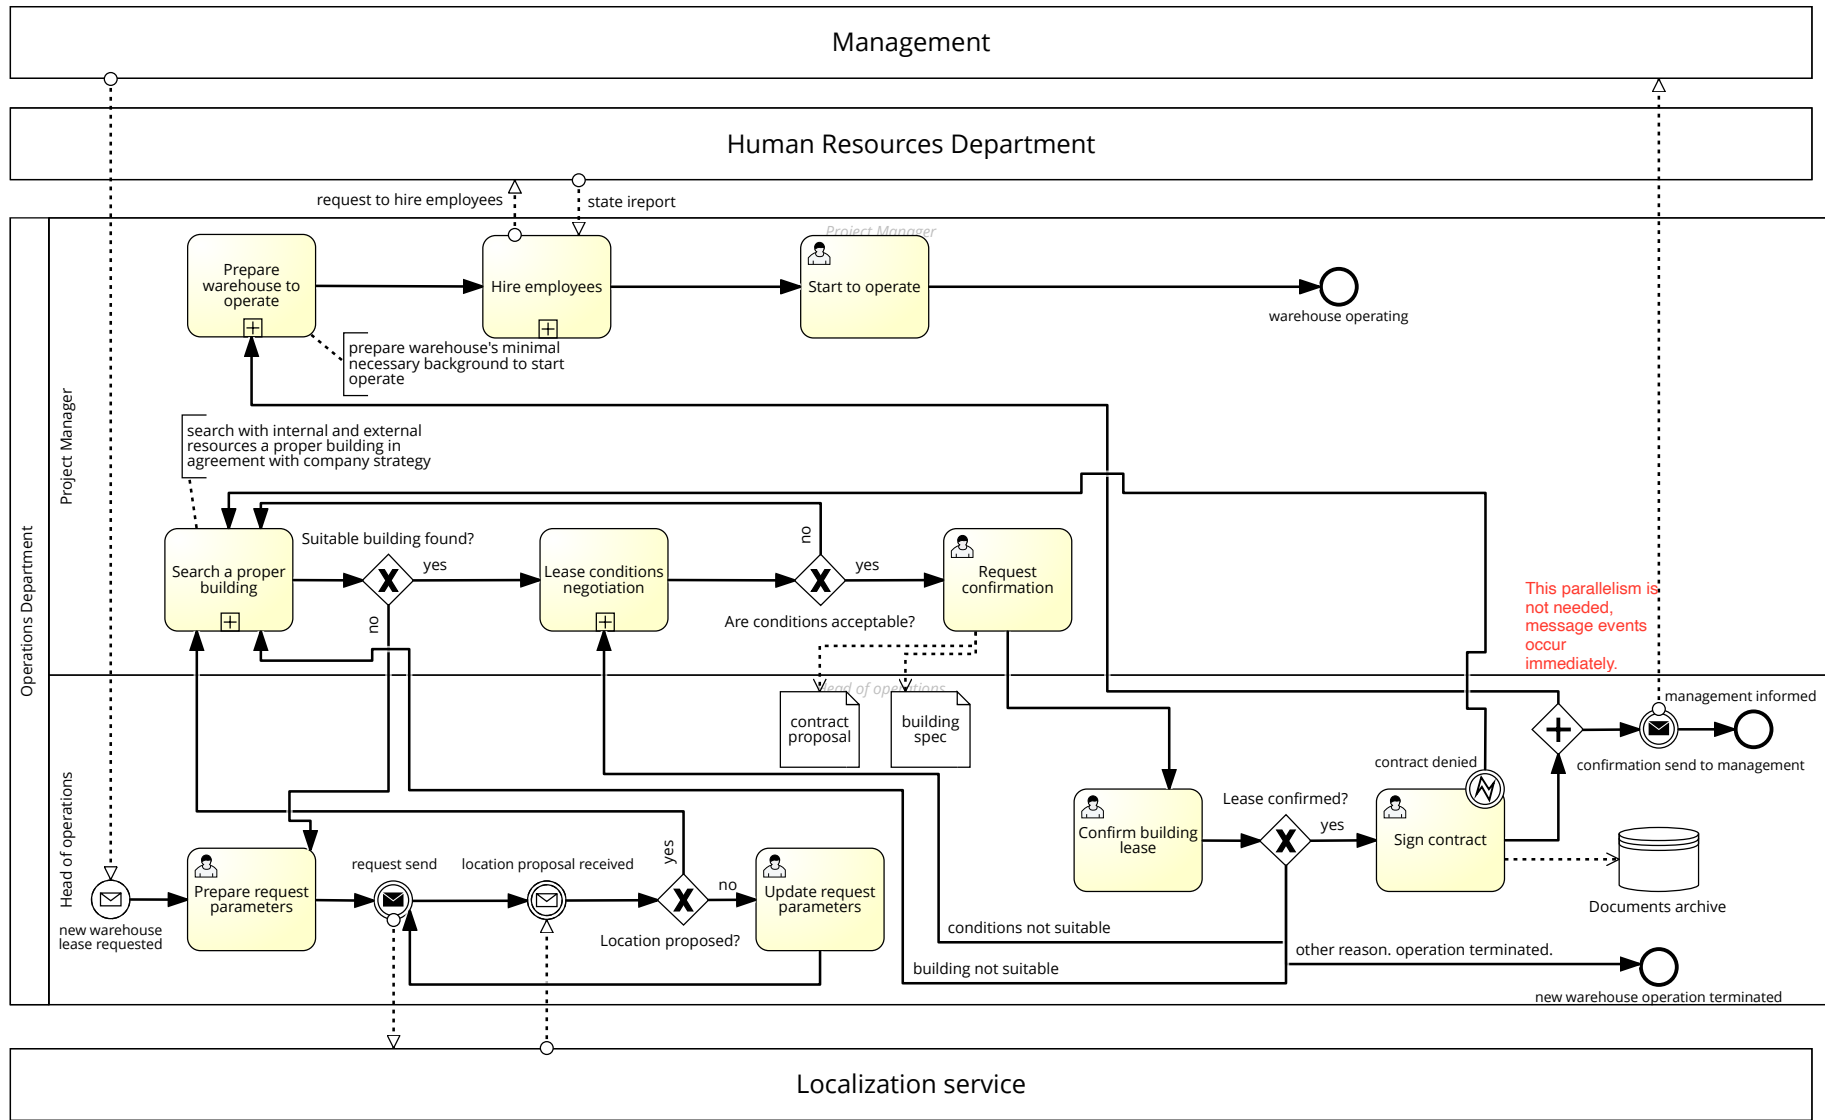 Management
Human Resources Department
request to hire employees
state ireport
Operations Department
Project Manager
Project Manager
Prepare
warehouse to
operate
Hire employees
Start to operate
warehouse operating
prepare warehouse's minimal
necessary background to start
operate
search with internal and external
resources a proper building in
agreement with company strategy
Search a proper
building
Suitable building found?
yes
no
Lease conditions
negotiation
no
yes
Are conditions acceptable?
Request
confirmation
This parallelism is
not needed,
message events
occur
immediately.
Head of operations
Head of operations
contract
proposal
building
spec
management informed
confirmation send to management
contract denied
Lease confirmed?
yes
Confirm building
lease
Sign contract
Documents archive
new warehouse
lease requested
Prepare request
parameters
request send
location proposal received
yes
no
Location proposed?
Update request
parameters
conditions not suitable
building not suitable
other reason. operation terminated.
new warehouse operation terminated
Localization service